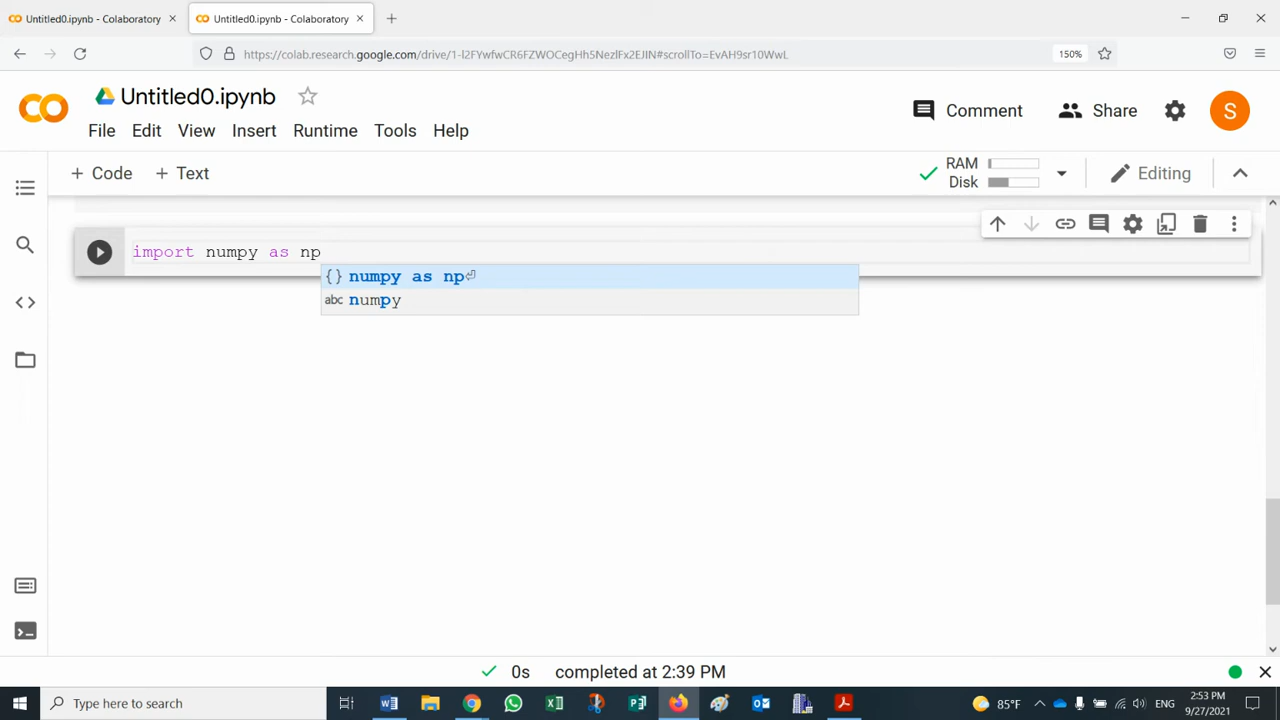 Untitled0.ipynb - Colaboratory
Untitled0.ipynb - Colaboratory
https://colab.research.google.com/drive/1-l2FYwfwCR6FZWOCegHh5NezlFx2EJIN#scrollTo=EvAH9sr10WwL
150%
Untitled0.ipynb
Comment
Share
S
File Edit View Insert Runtime Tools Help
+ Code + Text
RAM
Disk
Editing
import numpy as np
{} numpy as np⏎
abc numpy
0s completed at 2:39 PM
Type here to search
85°F
ENG
2:53 PM
9/27/2021